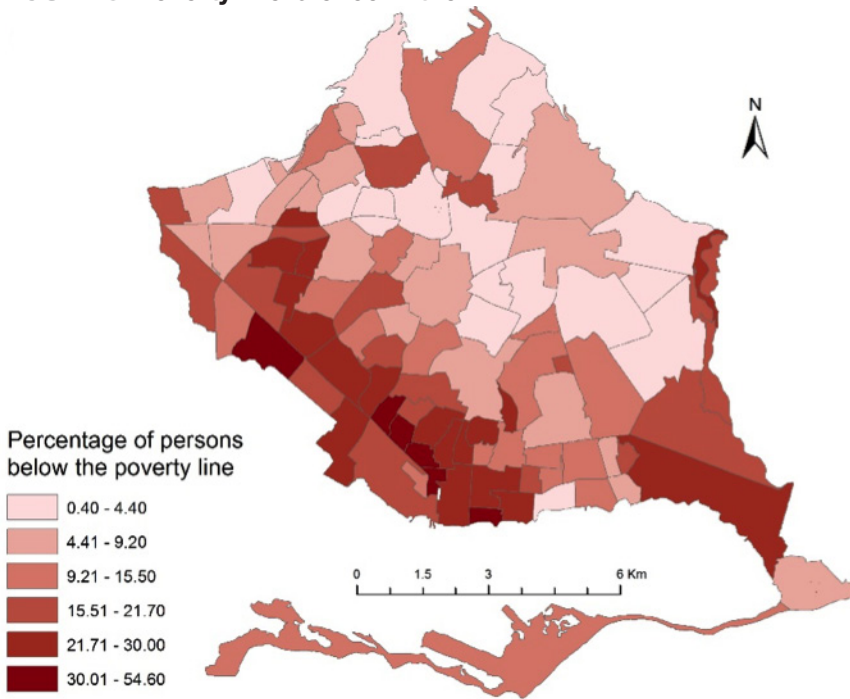 N
Percentage of persons
below the poverty line
0.40 - 4.40
4.41 - 9.20
9.21 - 15.50
15.51 - 21.70
21.71 - 30.00
30.01 - 54.60
0 1.5 3 6 Km